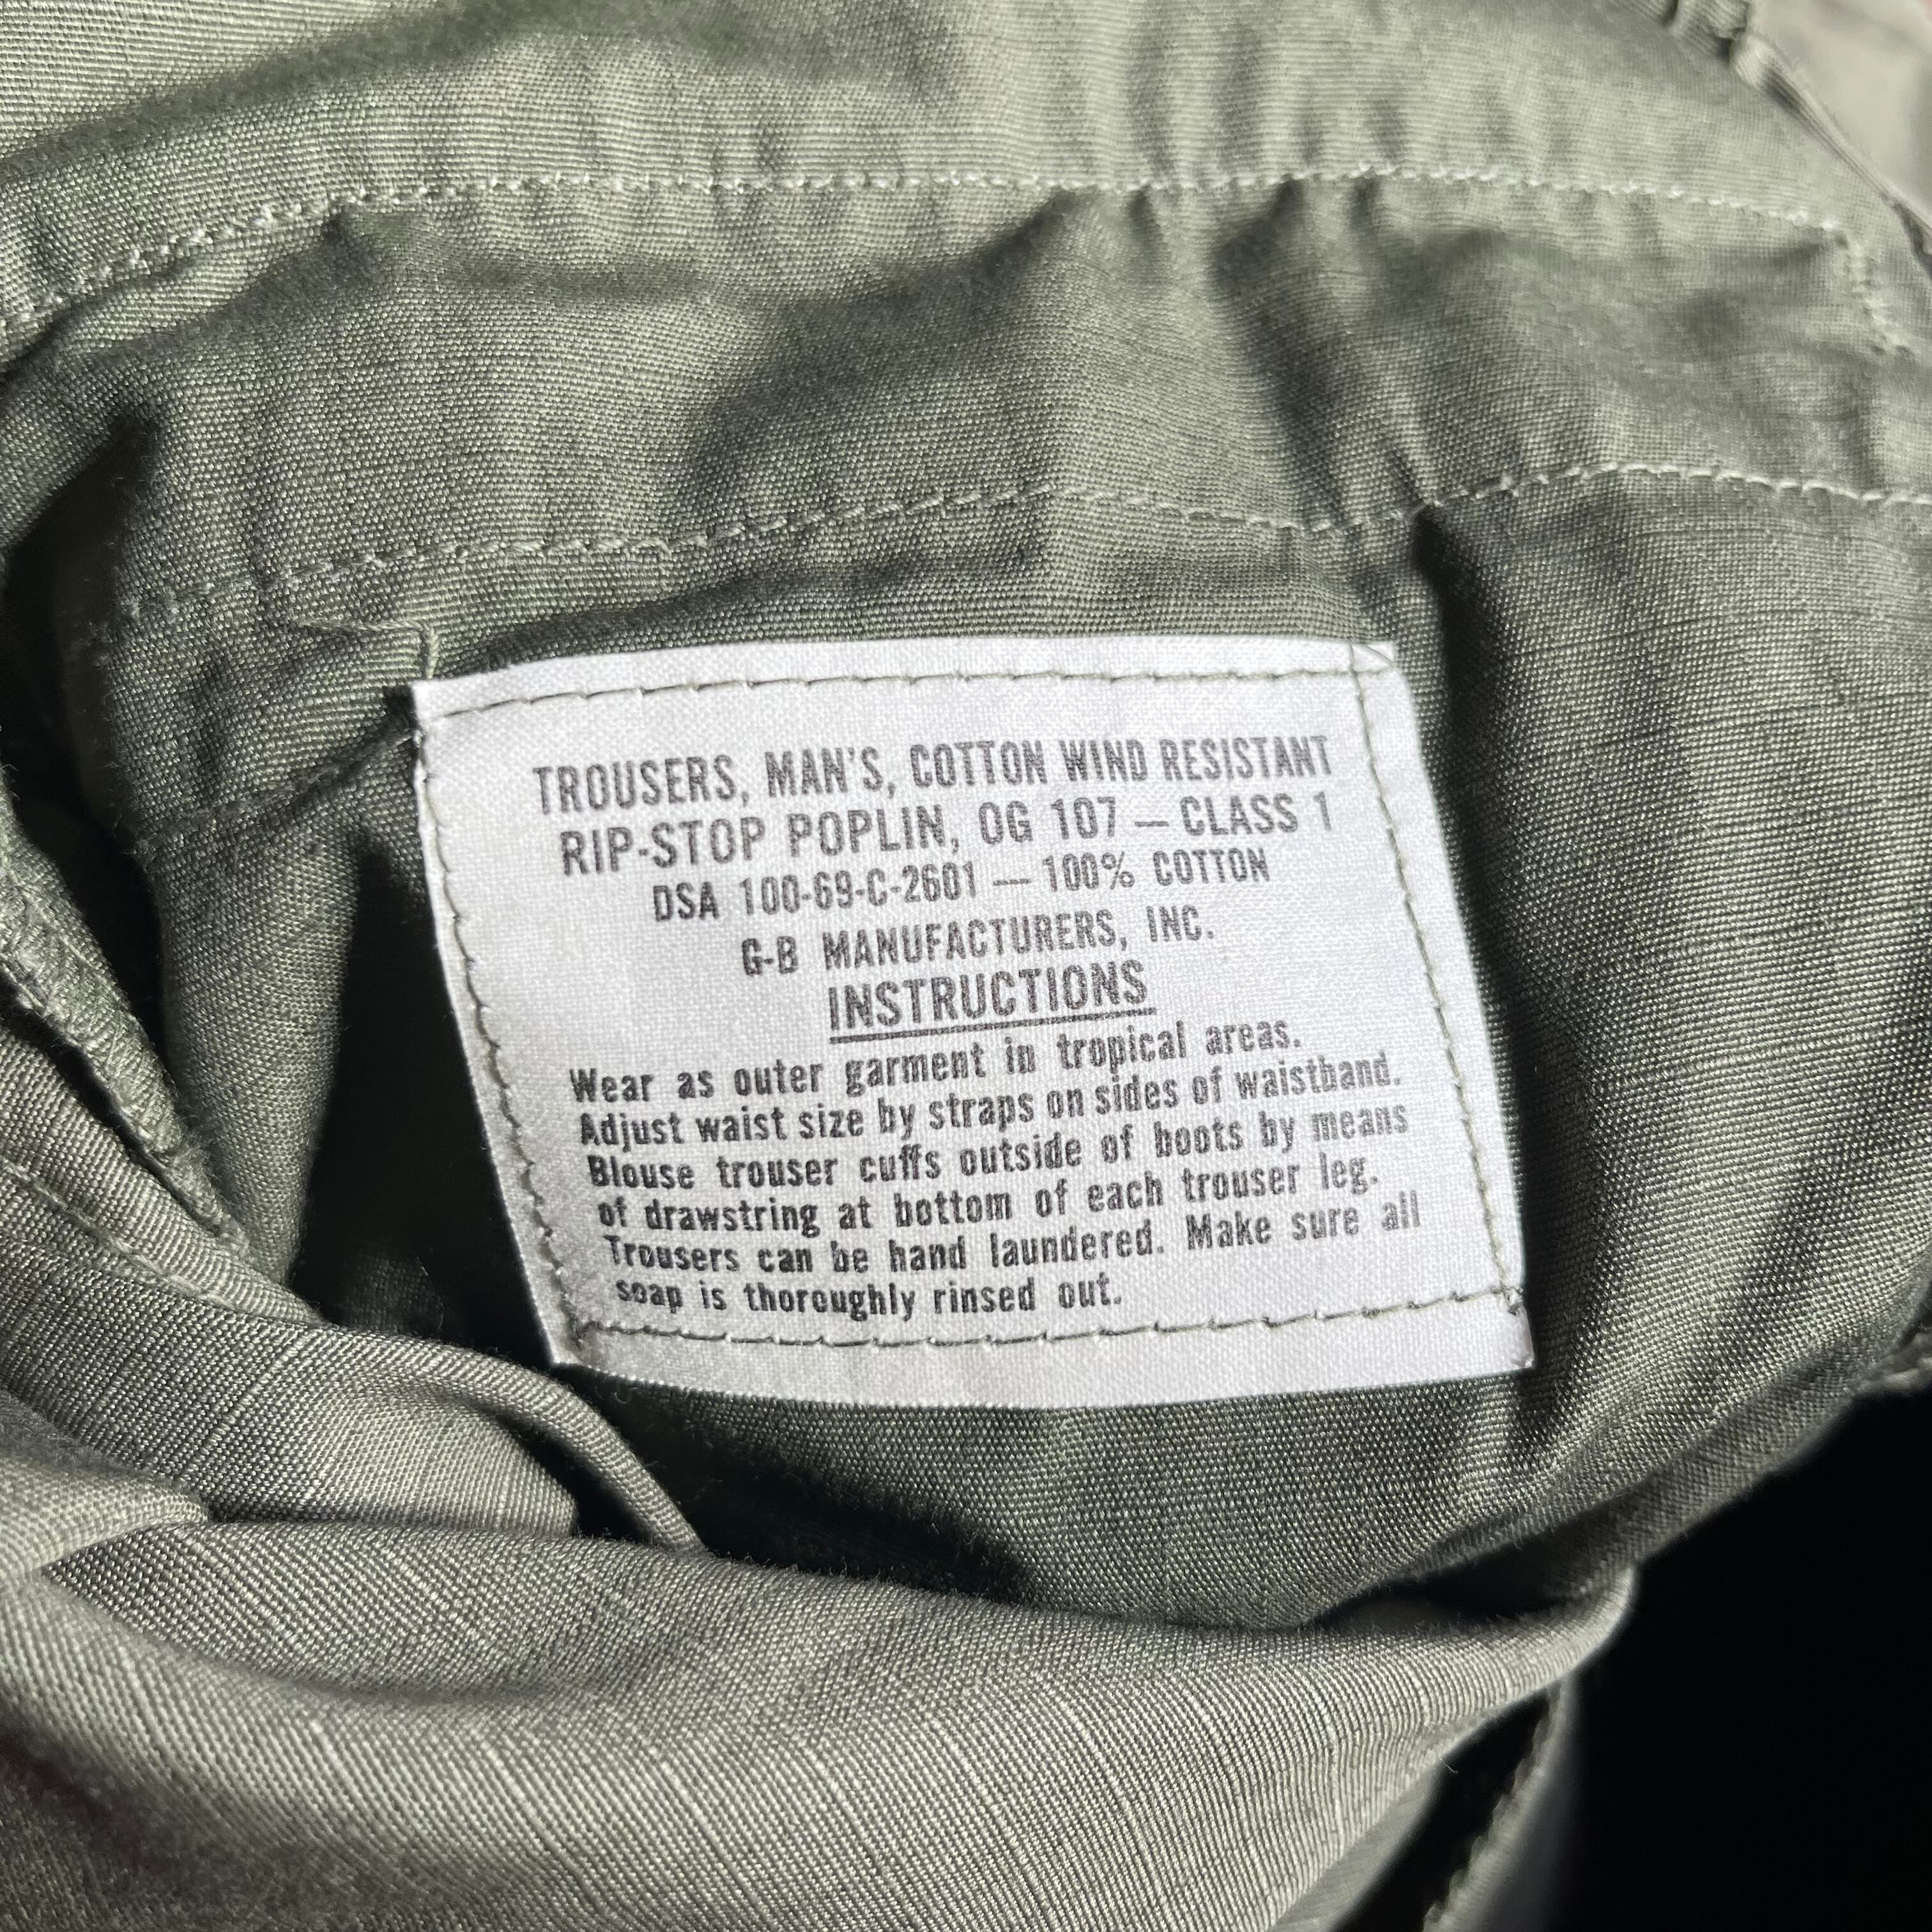 TROUSERS, MAN'S, COTTON WIND RESISTANT
RIP-STOP POPLIN, OG 107 — CLASS 1
DSA 100-69-C-2601 — 100% COTTON
G-B MANUFACTURERS, INC.
INSTRUCTIONS
Wear as outer garment in tropical areas.
Adjust waist size by straps on sides of waistband.
Blouse trouser cuffs outside of boots by means
of drawstring at bottom of each trouser leg.
Trousers can be hand laundered. Make sure all
soap is thoroughly rinsed out.